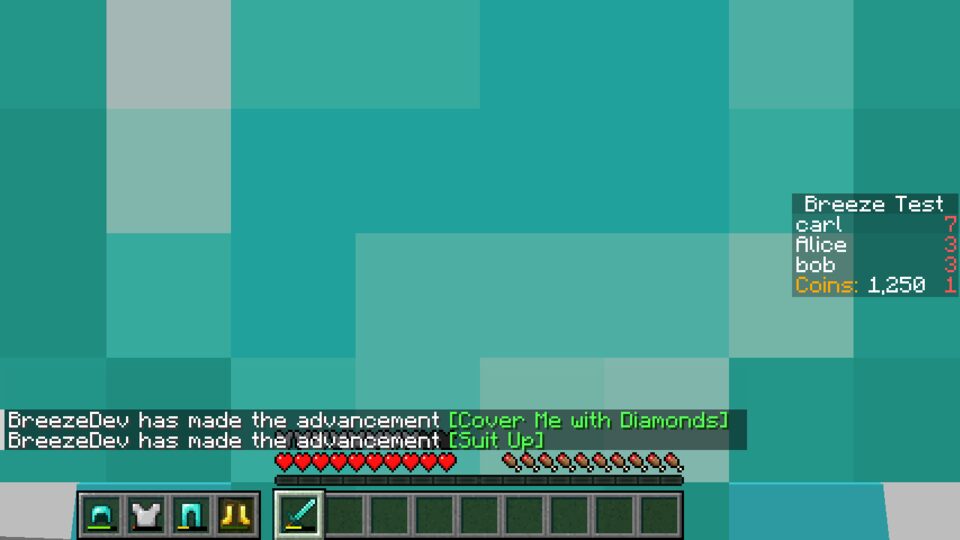 Breeze Test
carl 7
Alice 3
bob 3
Coins: 1,250 1
BreezeDev has made the advancement [Cover Me with Diamonds]
BreezeDev has made the advancement [Suit Up]